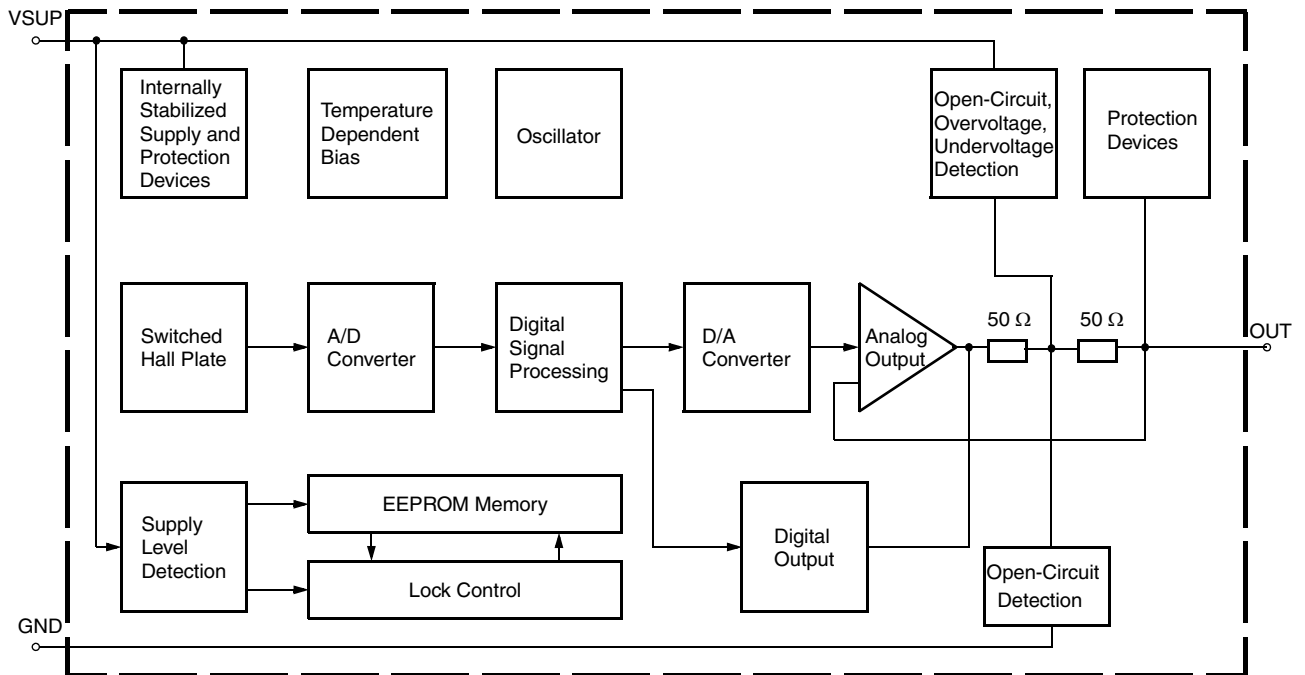 VSUP
Internally
Stabilized
Supply and
Protection
Devices
Temperature
Dependent
Bias
Oscillator
Open-Circuit,
Overvoltage,
Undervoltage
Detection
Protection
Devices
Switched
Hall Plate
A/D
Converter
Digital
Signal
Processing
D/A
Converter
Analog
Output
50 Ω
50 Ω
OUT
Supply
Level
Detection
EEPROM Memory
Lock Control
Digital
Output
Open-Circuit
Detection
GND